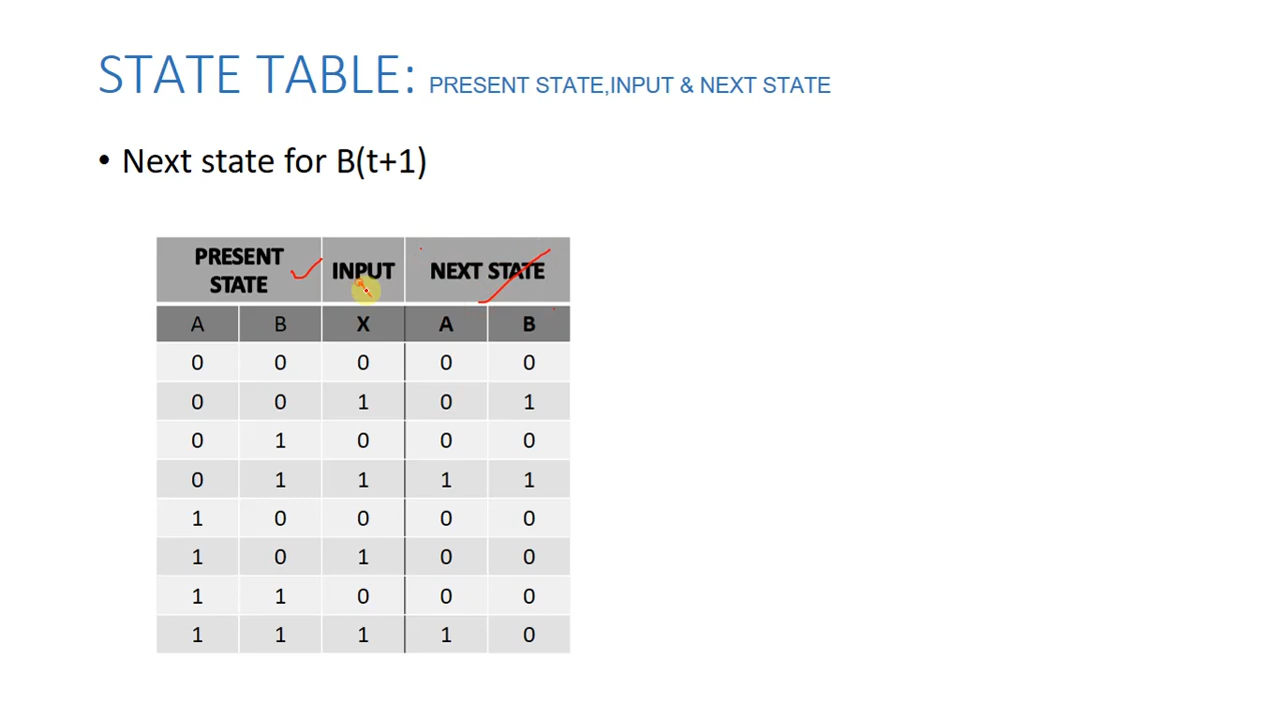 STATE TABLE: PRESENT STATE,INPUT & NEXT STATE
• Next state for B(t+1)
PRESENT STATE INPUT NEXT STATE
A B X A B
0 0 0 0 0
0 0 1 0 1
0 1 0 0 0
0 1 1 1 1
1 0 0 0 0
1 0 1 0 0
1 1 0 0 0
1 1 1 1 0